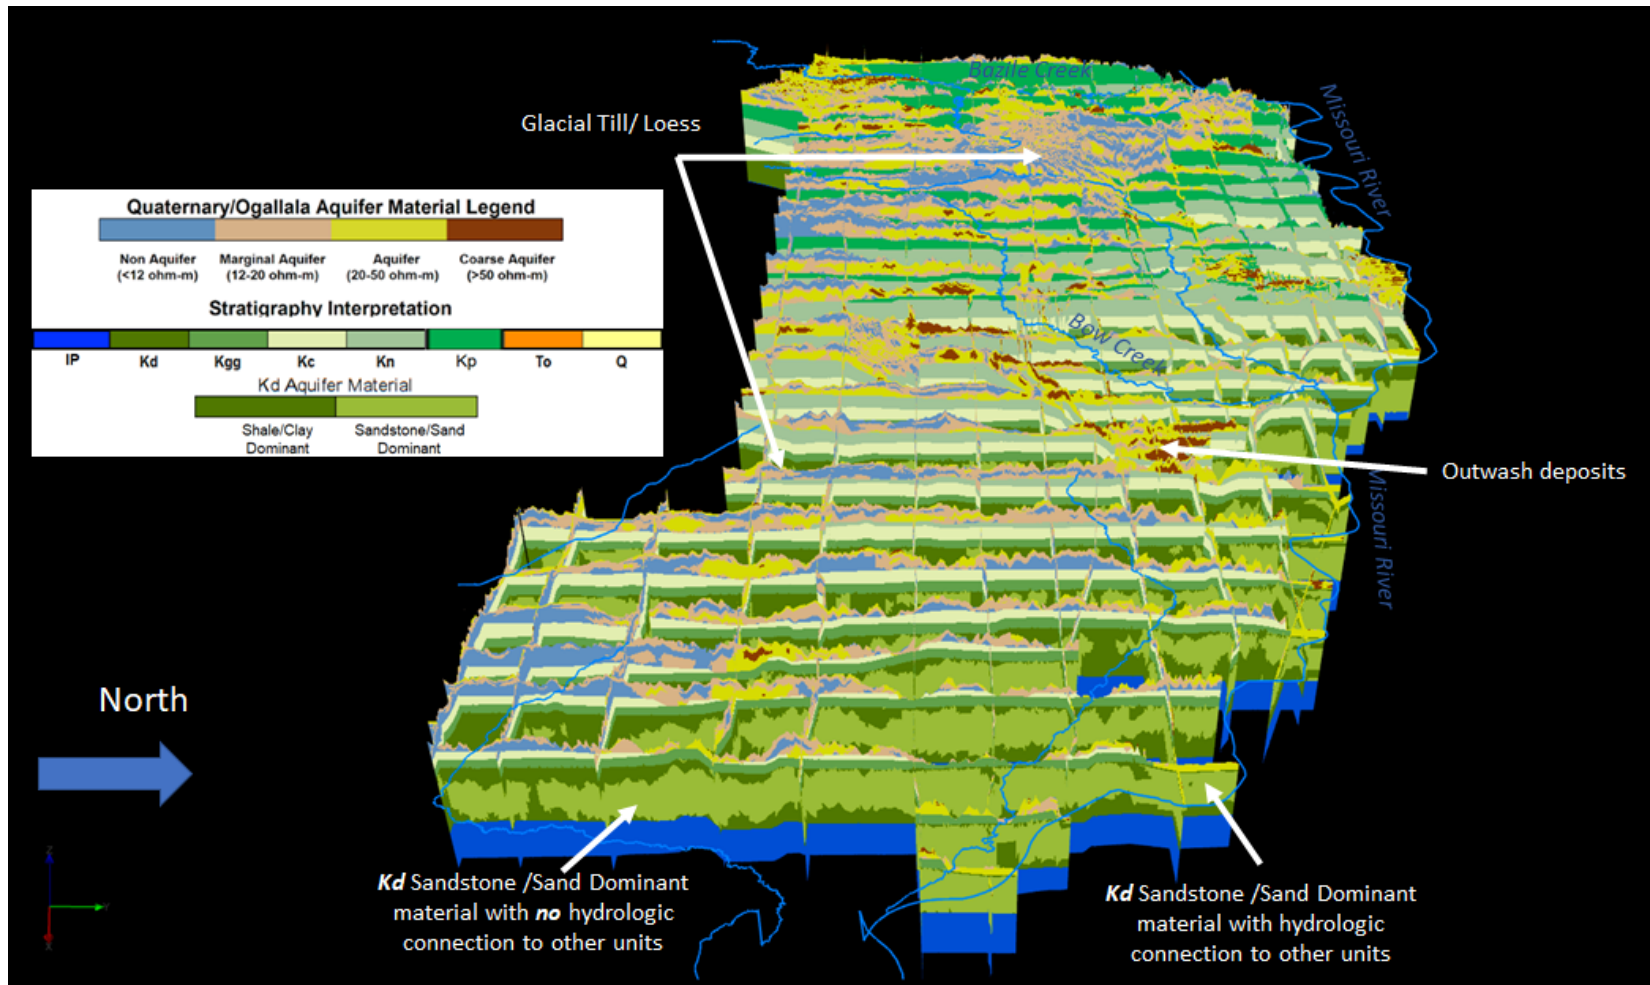 Bazile Creek
Missouri River
Glacial Till/ Loess
Quaternary/Ogallala Aquifer Material Legend
Non Aquifer
(<12 ohm-m)
Marginal Aquifer
(12-20 ohm-m)
Aquifer
(20-50 ohm-m)
Coarse Aquifer
(>50 ohm-m)
Stratigraphy Interpretation
IP Kd Kgg Kc Kn Kp To Q
Kd Aquifer Material
Shale/Clay
Dominant
Sandstone/Sand
Dominant
Bow Creek
Outwash deposits
Missouri River
North
Z
Y
X
Kd Sandstone /Sand Dominant
material with no hydrologic
connection to other units
Kd Sandstone /Sand Dominant
material with hydrologic
connection to other units